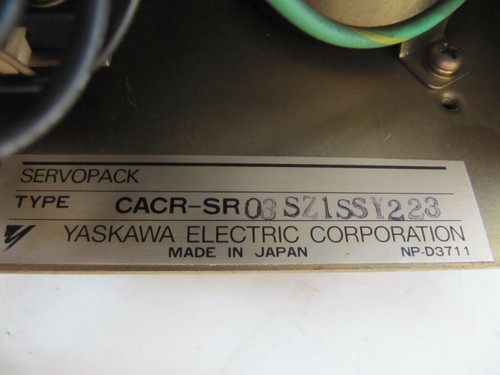 SERVOPACK
TYPE CACR-SR03SZ1SSY223
YASKAWA ELECTRIC CORPORATION
MADE IN JAPAN NP-D3711